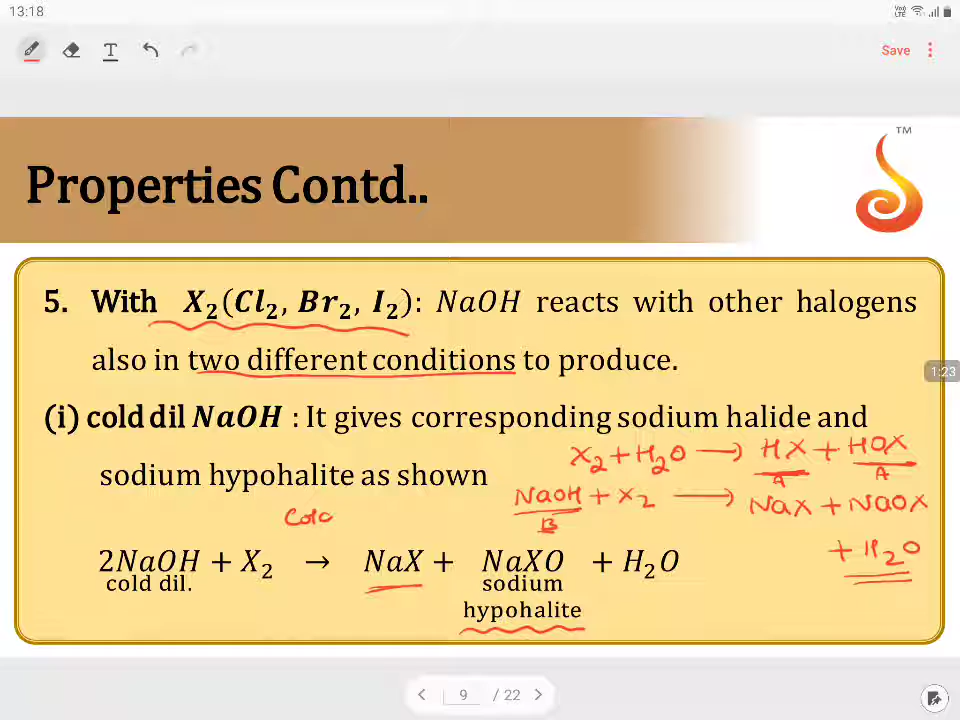 13:18
Save
TM
Properties Contd..
5. With X₂(Cl₂, Br₂, I₂): NaOH reacts with other halogens
also in two different conditions to produce.
1:23
(i) cold dil NaOH : It gives corresponding sodium halide and
sodium hypohalite as shown
X₂ + H₂O → HX + HOX
A A
NaOH + X₂ → NaX + NaOX
B
+ H₂O
Cold
2NaOH + X₂ → NaX + NaXO + H₂O
cold dil. sodium
hypohalite
9 / 22